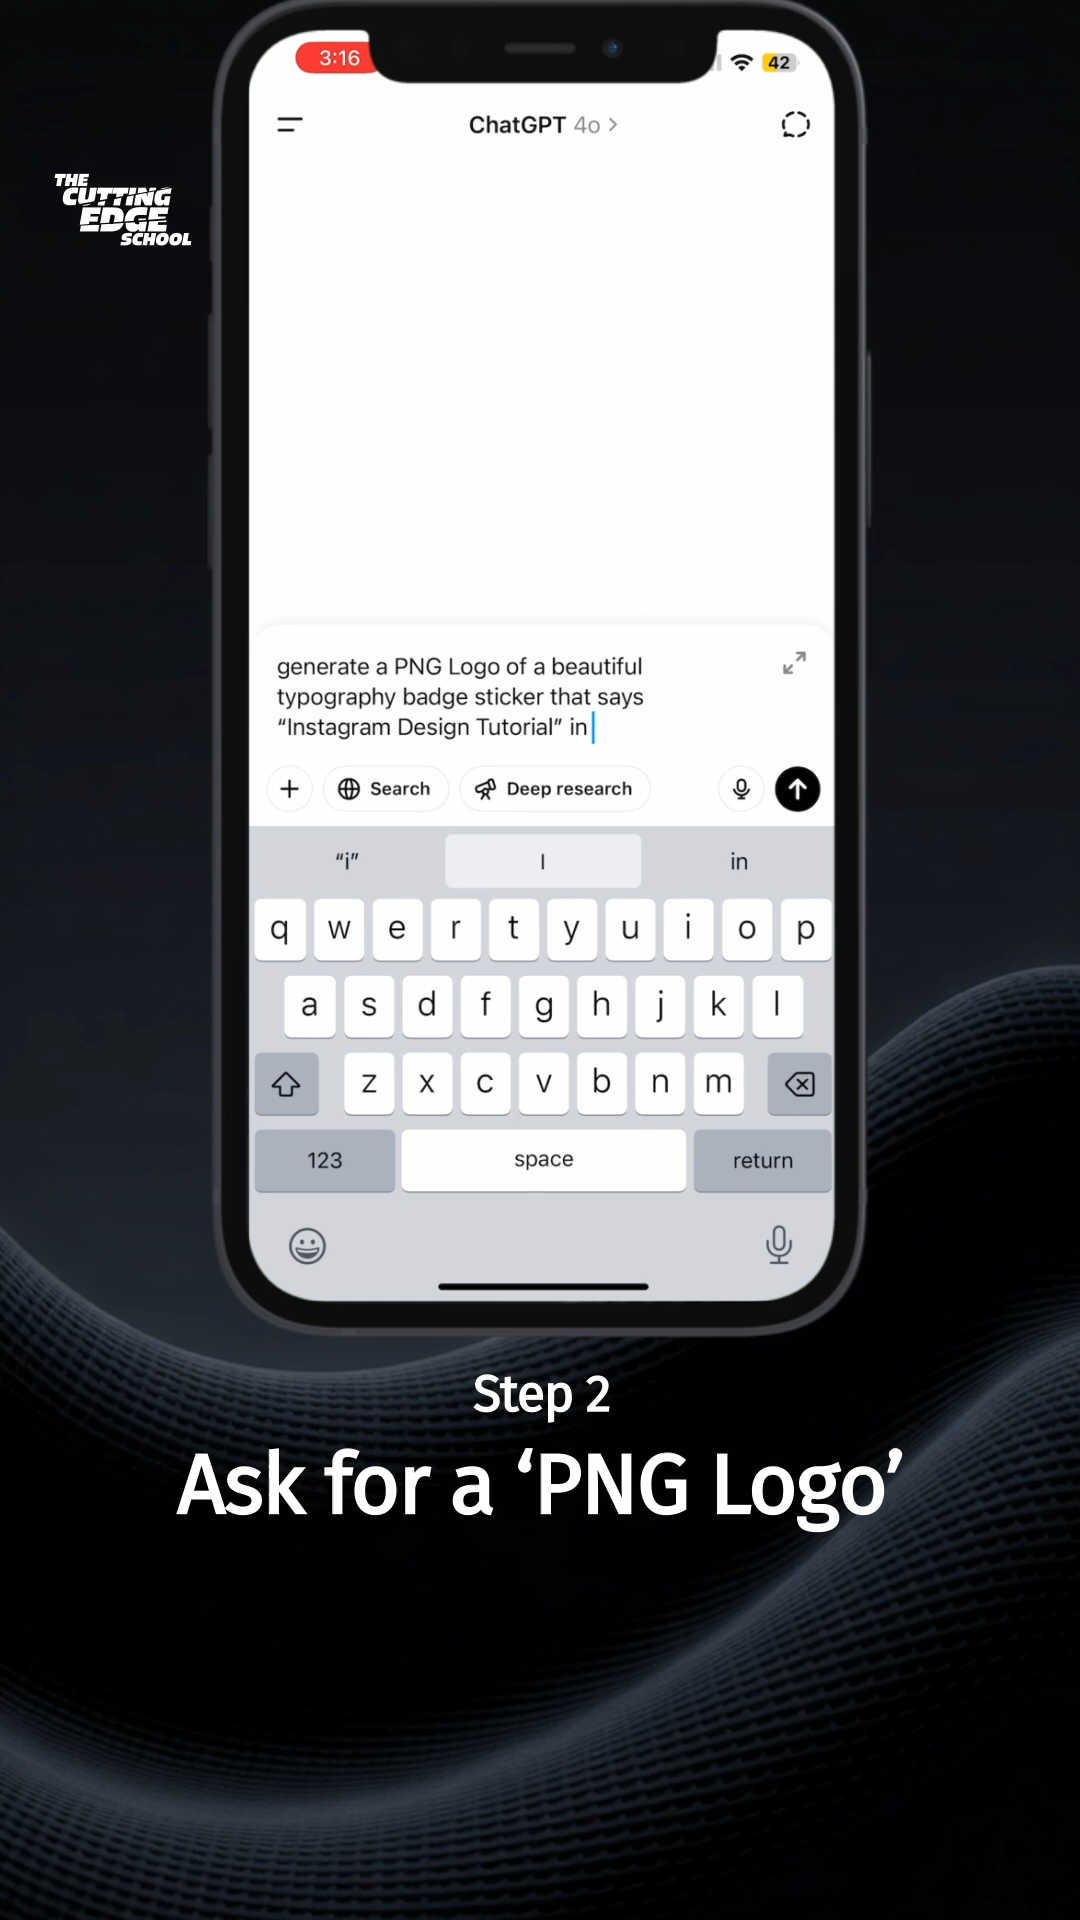 3:16
42
ChatGPT 4o >
THE
CUTTING
EDGE
SCHOOL
generate a PNG Logo of a beautiful
typography badge sticker that says
“Instagram Design Tutorial” in
Search
Deep research
“i” I in
q w e r t y u i o p
a s d f g h j k l
z x c v b n m
123 space return
Step 2
Ask for a ‘PNG Logo’